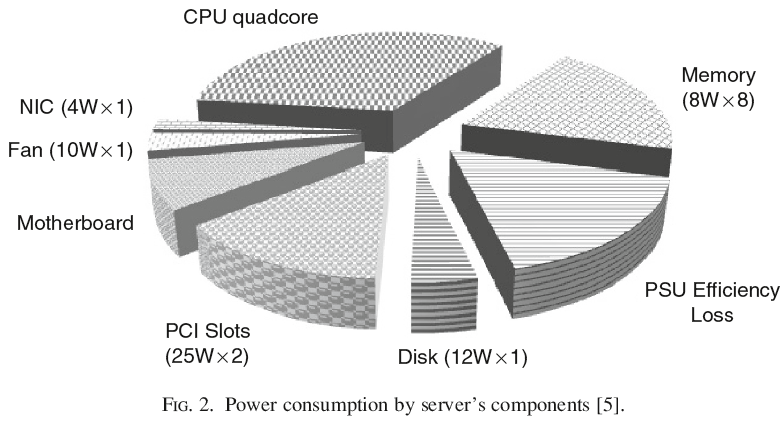 CPU quadcore
Memory
(8W×8)
NIC (4W×1)
Fan (10W×1)
Motherboard
PSU Efficiency
Loss
PCI Slots
(25W×2)
Disk (12W×1)
FIG. 2. Power consumption by server's components [5].